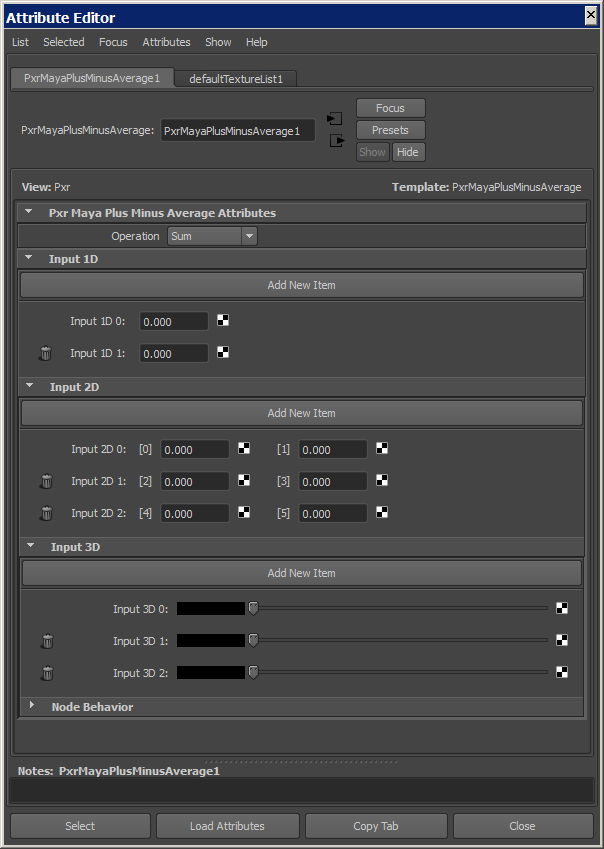 Attribute Editor
List Selected Focus Attributes Show Help
PxrMayaPlusMinusAverage1 defaultTextureList1
Focus
PxrMayaPlusMinusAverage: PxrMayaPlusMinusAverage1 Presets
Show Hide
View: Pxr Template: PxrMayaPlusMinusAverage
Pxr Maya Plus Minus Average Attributes
Operation Sum
Input 1D
Add New Item
Input 1D 0: 0.000
Input 1D 1: 0.000
Input 2D
Add New Item
Input 2D 0: [0] 0.000 [1] 0.000
Input 2D 1: [2] 0.000 [3] 0.000
Input 2D 2: [4] 0.000 [5] 0.000
Input 3D
Add New Item
Input 3D 0:
Input 3D 1:
Input 3D 2:
Node Behavior
Notes: PxrMayaPlusMinusAverage1
Select Load Attributes Copy Tab Close